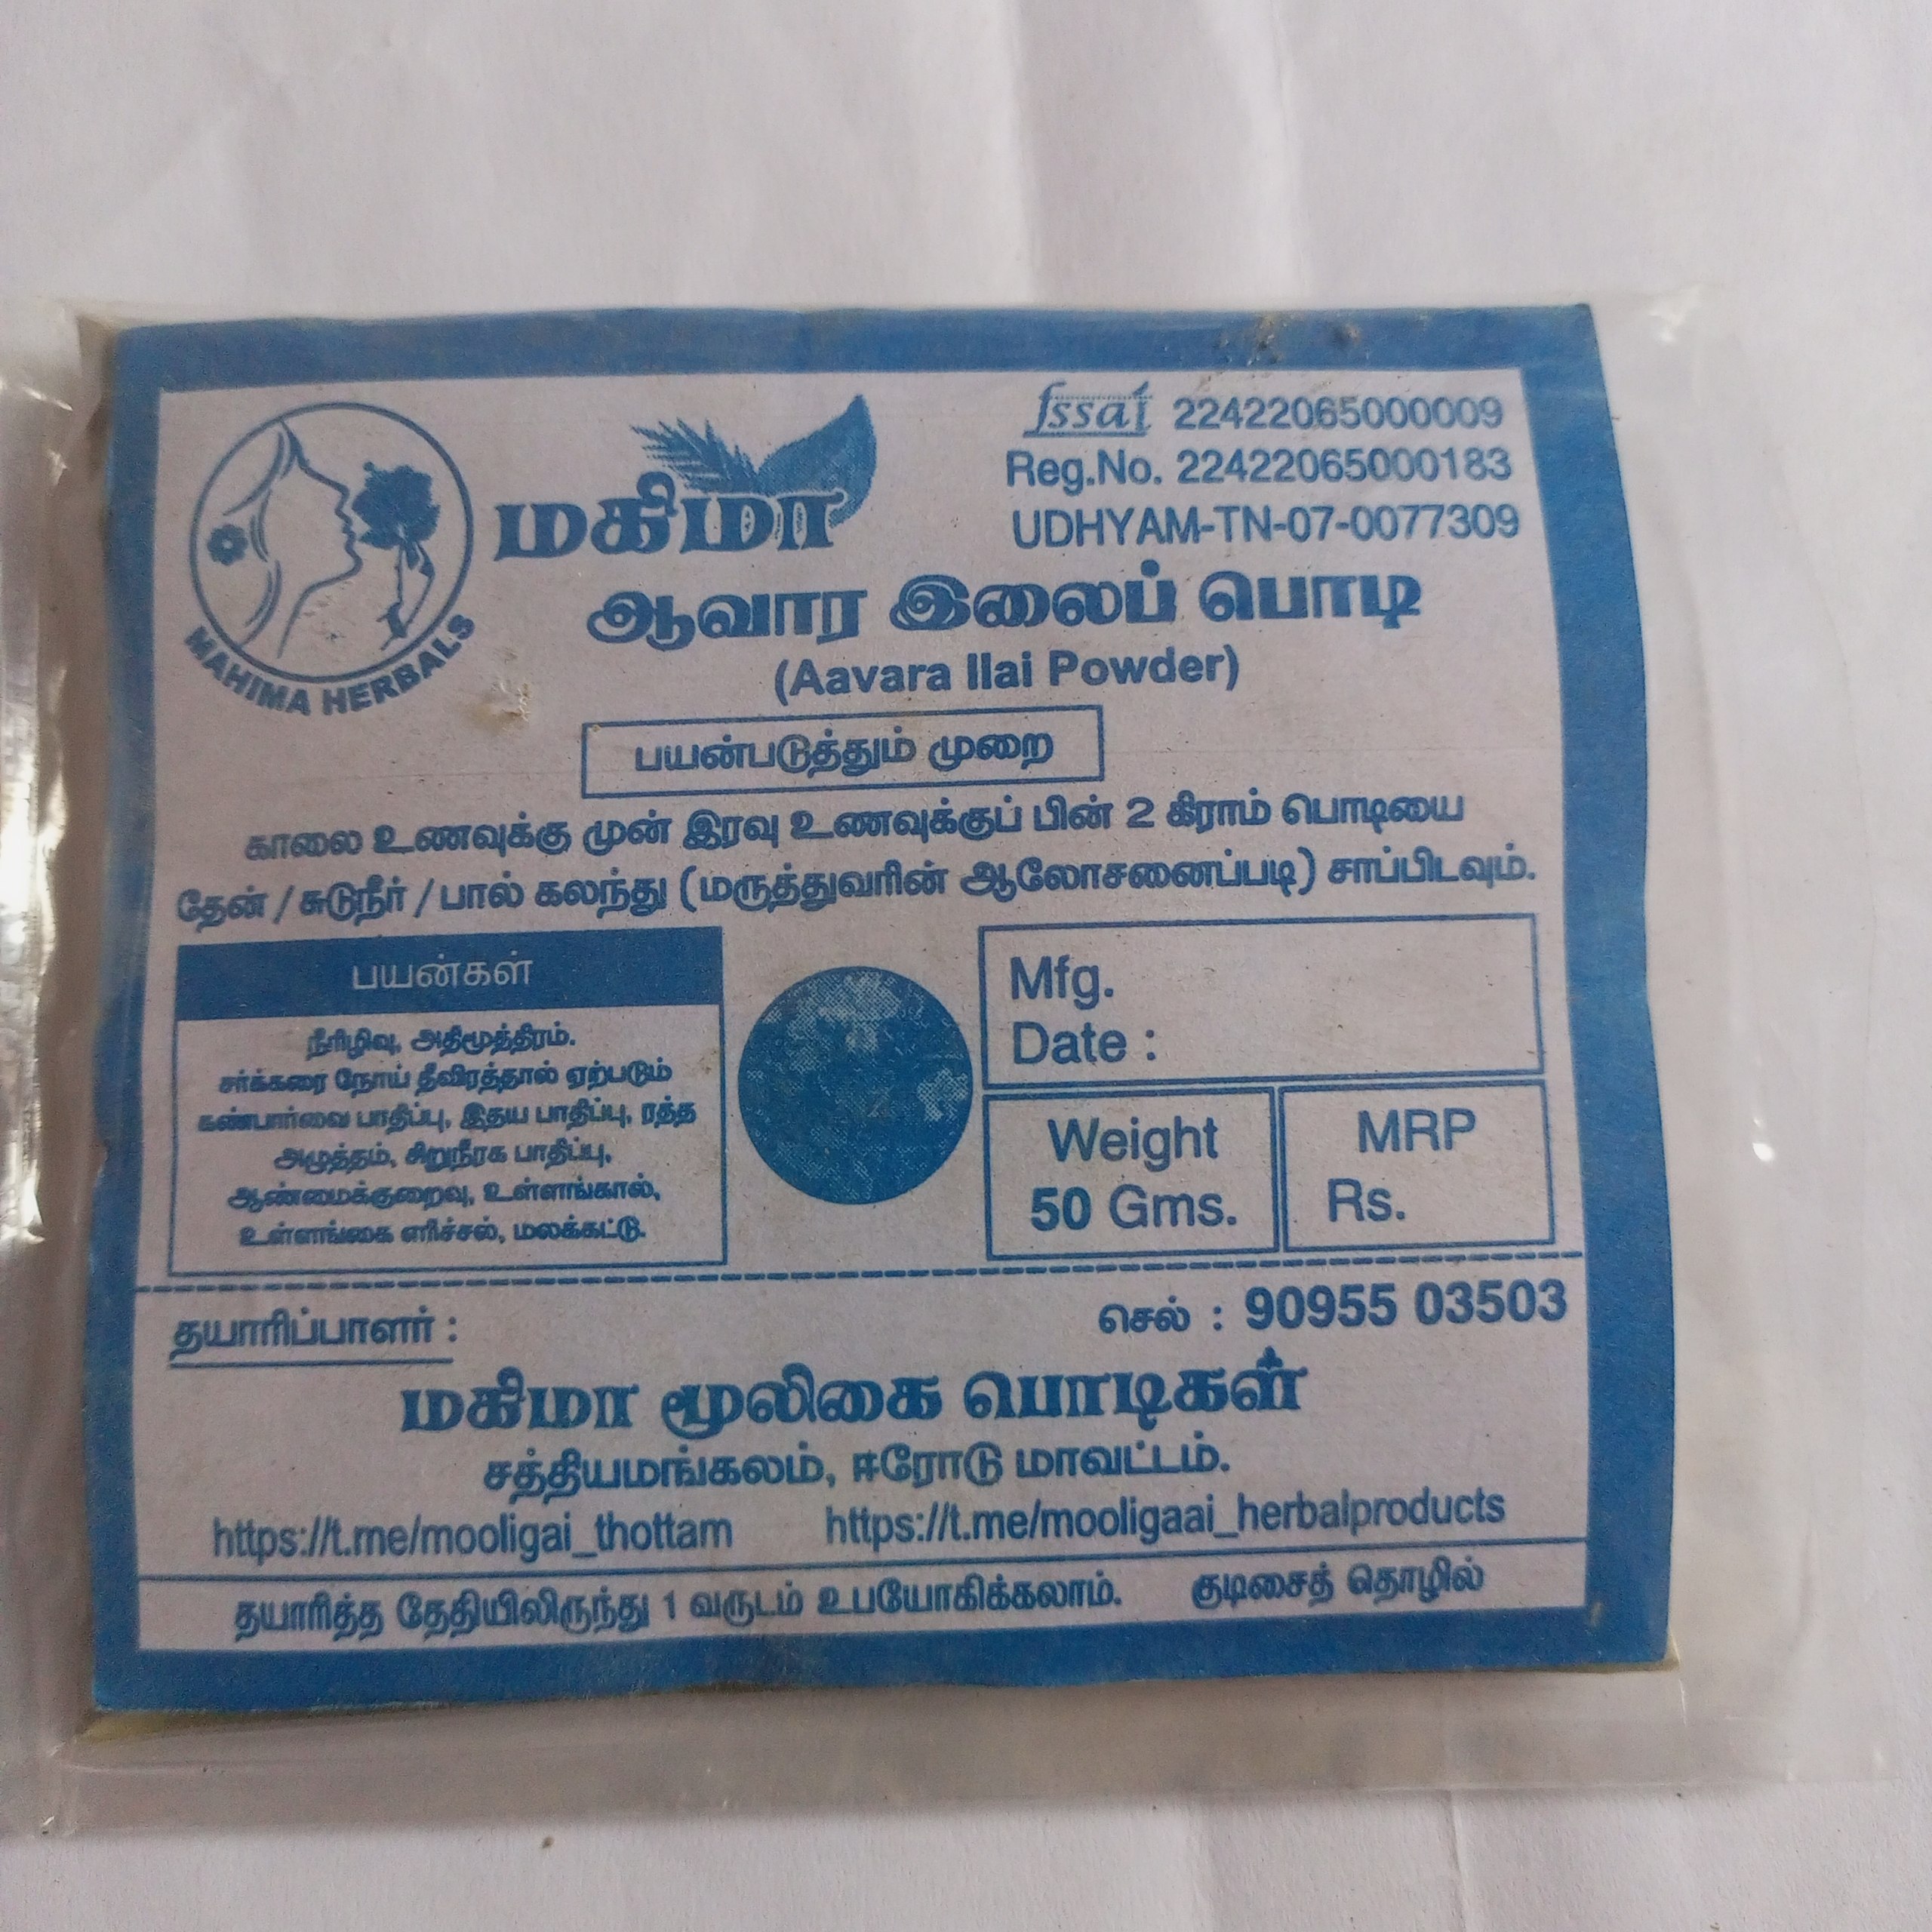 fssai 22422065000009
Reg.No. 22422065000183
UDHYAM-TN-07-0077309
MAHIMA HERBALS
மகிமா
ஆவார இலைப் பொடி
(Aavara Ilai Powder)
பயன்படுத்தும் முறை
காலை உணவுக்கு முன் இரவு உணவுக்குப் பின் 2 கிராம் பொடியை
தேன் / சுடுநீர் / பால் கலந்து (மருத்துவரின் ஆலோசனைப்படி) சாப்பிடவும்.
பயன்கள்
நீரிழிவு, அதிமூத்திரம்.
சர்க்கரை நோய் தீவிரத்தால் ஏற்படும்
கண்பார்வை பாதிப்பு, இதய பாதிப்பு, ரத்த
அழுத்தம், சிறுநீரக பாதிப்பு,
ஆண்மைக்குறைவு, உள்ளங்கால்,
உள்ளங்கை எரிச்சல், மலக்கட்டு.
Mfg.
Date :
Weight
50 Gms.
MRP
Rs.
தயாரிப்பாளர் :
செல் : 90955 03503
மகிமா மூலிகை பொடிகள்
சத்தியமங்கலம், ஈரோடு மாவட்டம்.
https://t.me/mooligai_thottam https://t.me/mooligaai_herbalproducts
தயாரித்த தேதியிலிருந்து 1 வருடம் உபயோகிக்கலாம். குடிசைத் தொழில்